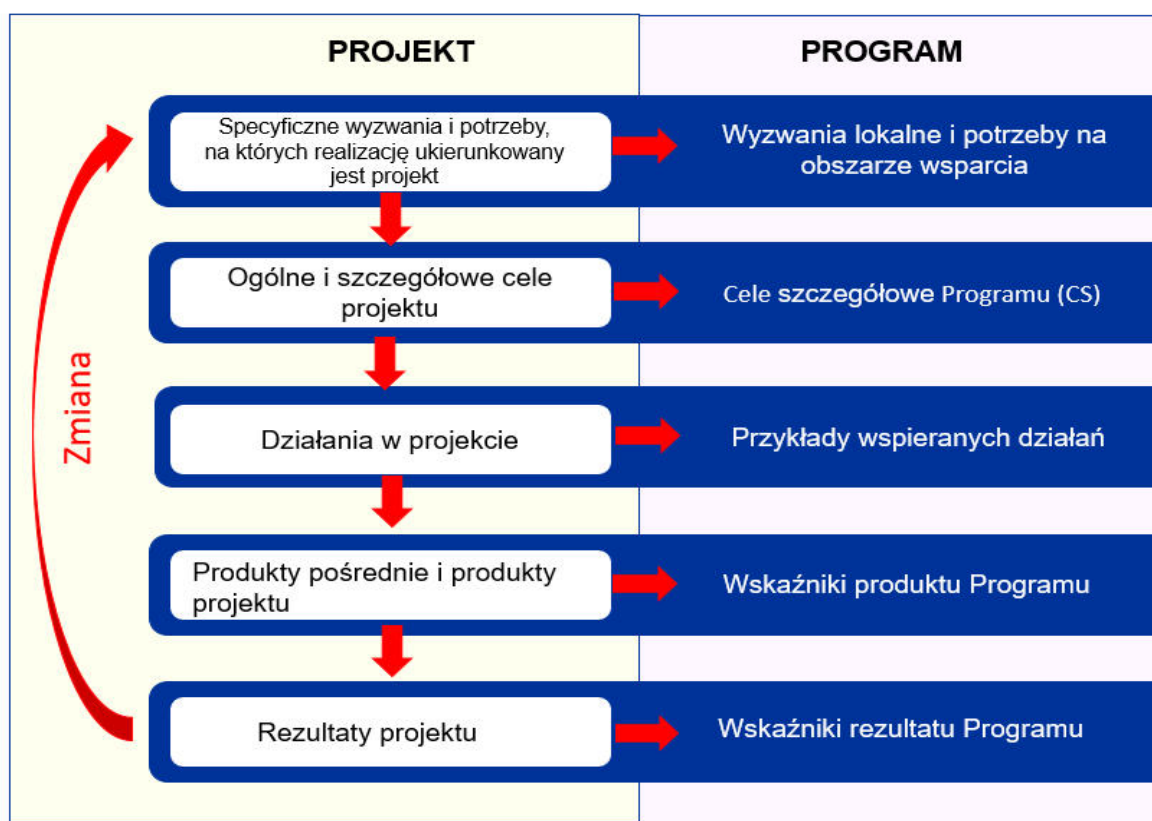 PROJEKT
PROGRAM
Specyficzne wyzwania i potrzeby,
na których realizację ukierunkowany
jest projekt
Wyzwania lokalne i potrzeby na
obszarze wsparcia
Ogólne i szczegółowe cele
projektu
Cele szczegółowe Programu (CS)
Zmiana
Działania w projekcie
Przykłady wspieranych działań
Produkty pośrednie i produkty
projektu
Wskaźniki produktu Programu
Rezultaty projektu
Wskaźniki rezultatu Programu